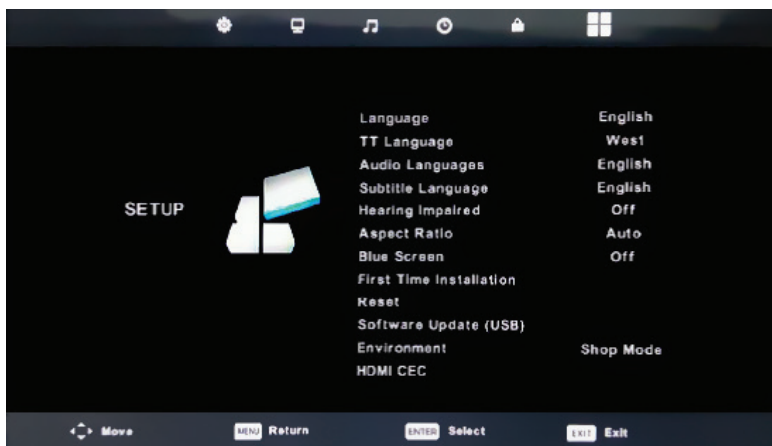 SETUP
Language English
TT Language West
Audio Languages English
Subtitle Language English
Hearing Impaired Off
Aspect Ratio Auto
Blue Screen Off
First Time Installation
Reset
Software Update (USB)
Environment Shop Mode
HDMI CEC
Move MENU Return ENTER Select EXIT Exit